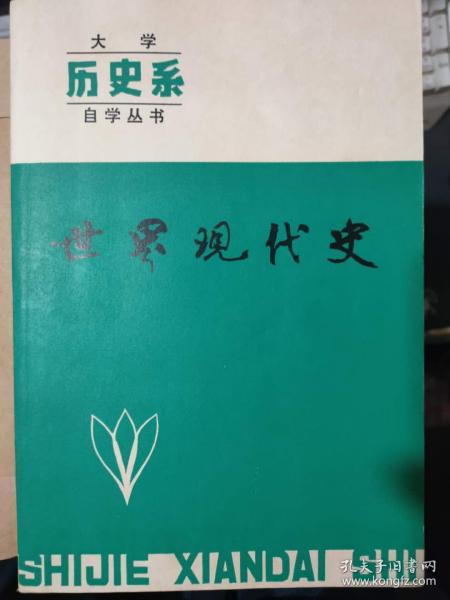 大学
历史系
自学丛书
世界现代史
SHIJIE XIANDAI SHI
孔夫子旧书网
kongfz.com